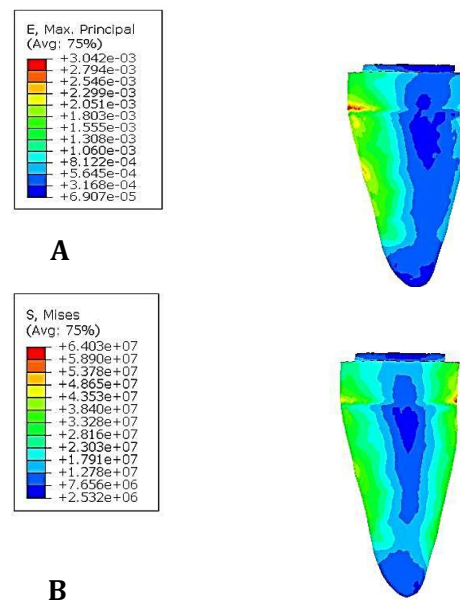 E, Max. Principal
(Avg: 75%)
+3.042e-03
+2.794e-03
+2.546e-03
+2.299e-03
+2.051e-03
+1.803e-03
+1.555e-03
+1.308e-03
+1.060e-03
+8.122e-04
+5.645e-04
+3.168e-04
+6.907e-05
A
S, Mises
(Avg: 75%)
+6.403e+07
+5.890e+07
+5.378e+07
+4.865e+07
+4.353e+07
+3.840e+07
+3.328e+07
+2.816e+07
+2.303e+07
+1.791e+07
+1.278e+07
+7.656e+06
+2.532e+06
B